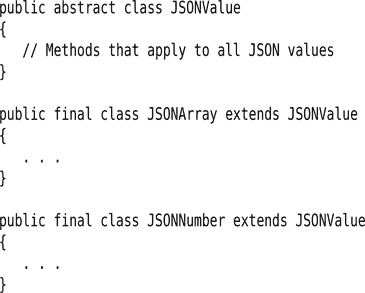 public abstract class JSONValue
{
   // Methods that apply to all JSON values
}

public final class JSONArray extends JSONValue
{
   . . .
}

public final class JSONNumber extends JSONValue
{
   . . .
}